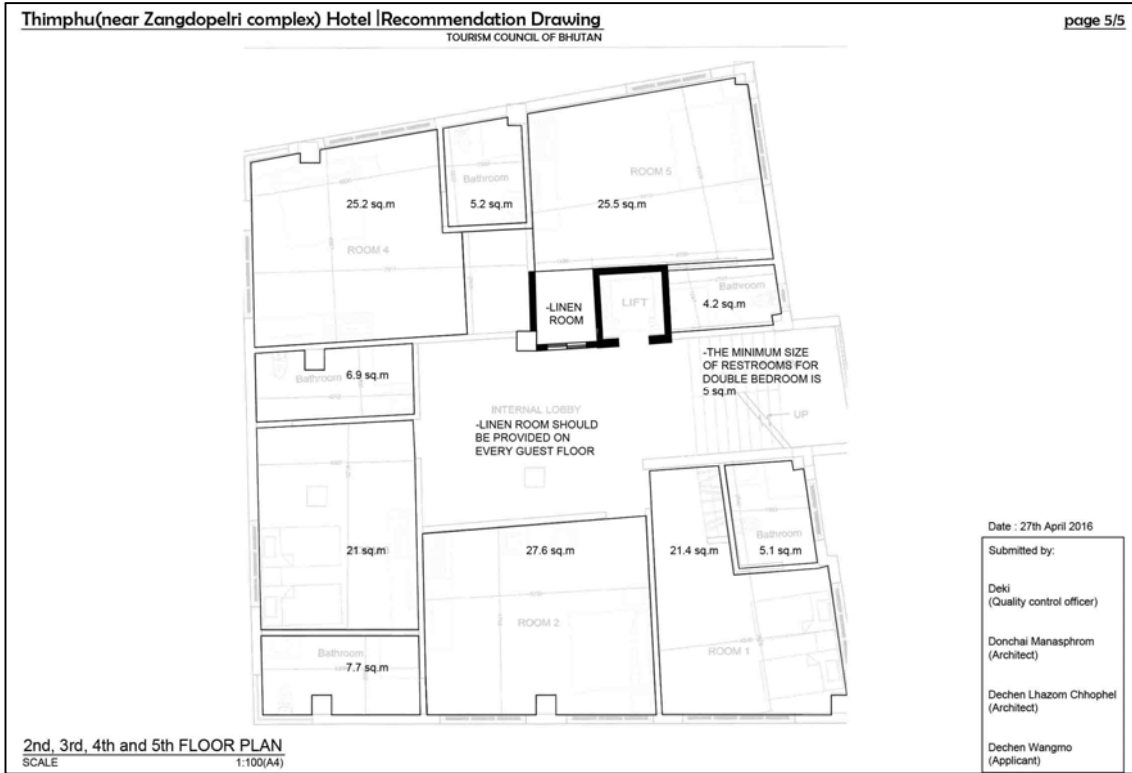 Thimphu(near Zangdopelri complex) Hotel |Recommendation Drawing
page 5/5
TOURISM COUNCIL OF BHUTAN
Bathroom
5.2 sq.m
ROOM 5
25.5 sq.m
25.2 sq.m
ROOM 4
-LINEN
ROOM
LIFT
Bathroom
4.2 sq.m
-THE MINIMUM SIZE
OF RESTROOMS FOR
DOUBLE BEDROOM IS
5 sq.m
Bathroom 6.9 sq.m
INTERNAL LOBBY
-LINEN ROOM SHOULD
BE PROVIDED ON
EVERY GUEST FLOOR
UP
21 sq.m
27.6 sq.m
ROOM 2
21.4 sq.m
Bathroom
5.1 sq.m
ROOM 1
Bathroom
7.7 sq.m
Date : 27th April 2016
Submitted by:
Deki
(Quality control officer)
Donchai Manasphrom
(Architect)
Dechen Lhazom Chhophel
(Architect)
Dechen Wangmo
(Applicant)
2nd, 3rd, 4th and 5th FLOOR PLAN
SCALE 1:100(A4)